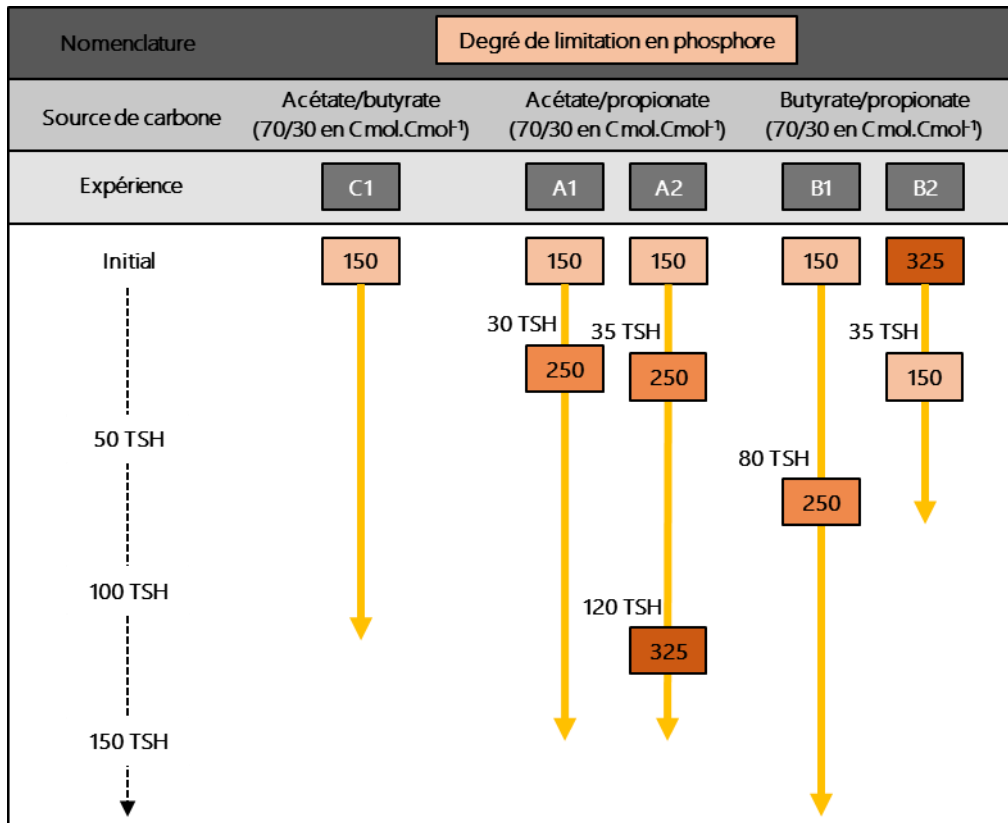 Nomenclature
Degré de limitation en phosphore
Source de carbone
Acétate/butyrate
(70/30 en Cmol.Cmol⁻¹)
Acétate/propionate
(70/30 en Cmol.Cmol⁻¹)
Butyrate/propionate
(70/30 en Cmol.Cmol⁻¹)
Expérience
C1
A1
A2
B1
B2
Initial
150
150
150
150
325
30 TSH
35 TSH
35 TSH
250
250
150
50 TSH
80 TSH
250
100 TSH
120 TSH
325
150 TSH